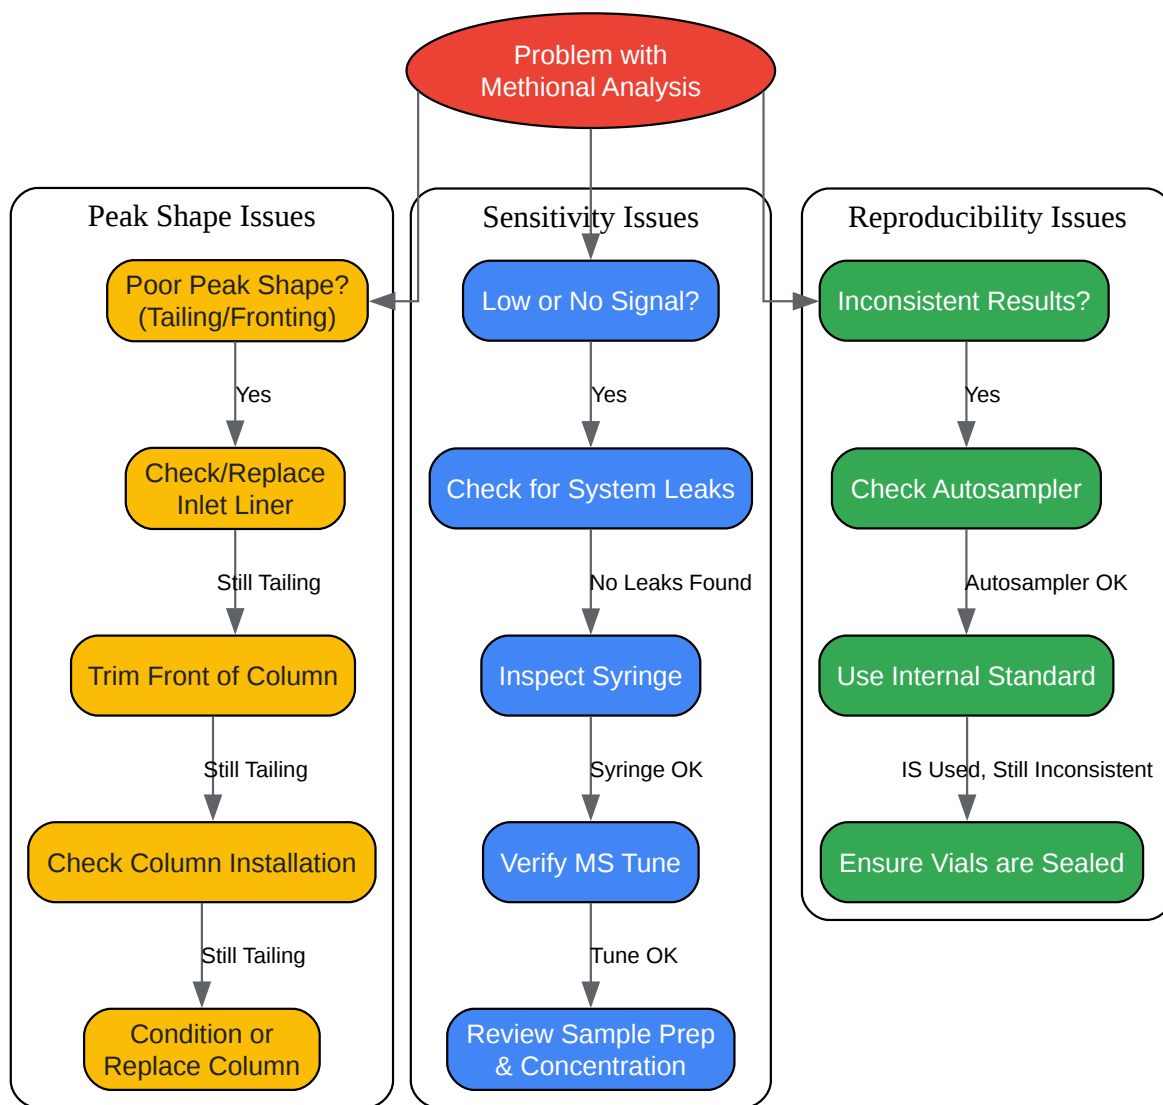 Problem with
Methional Analysis
Peak Shape Issues
Poor Peak Shape?
(Tailing/Fronting)
Yes
Check/Replace
Inlet Liner
Still Tailing
Trim Front of Column
Still Tailing
Check Column Installation
Still Tailing
Condition or
Replace Column
Sensitivity Issues
Low or No Signal?
Yes
Check for System Leaks
No Leaks Found
Inspect Syringe
Syringe OK
Verify MS Tune
Tune OK
Review Sample Prep
& Concentration
Reproducibility Issues
Inconsistent Results?
Yes
Check Autosampler
Autosampler OK
Use Internal Standard
IS Used, Still Inconsistent
Ensure Vials are Sealed